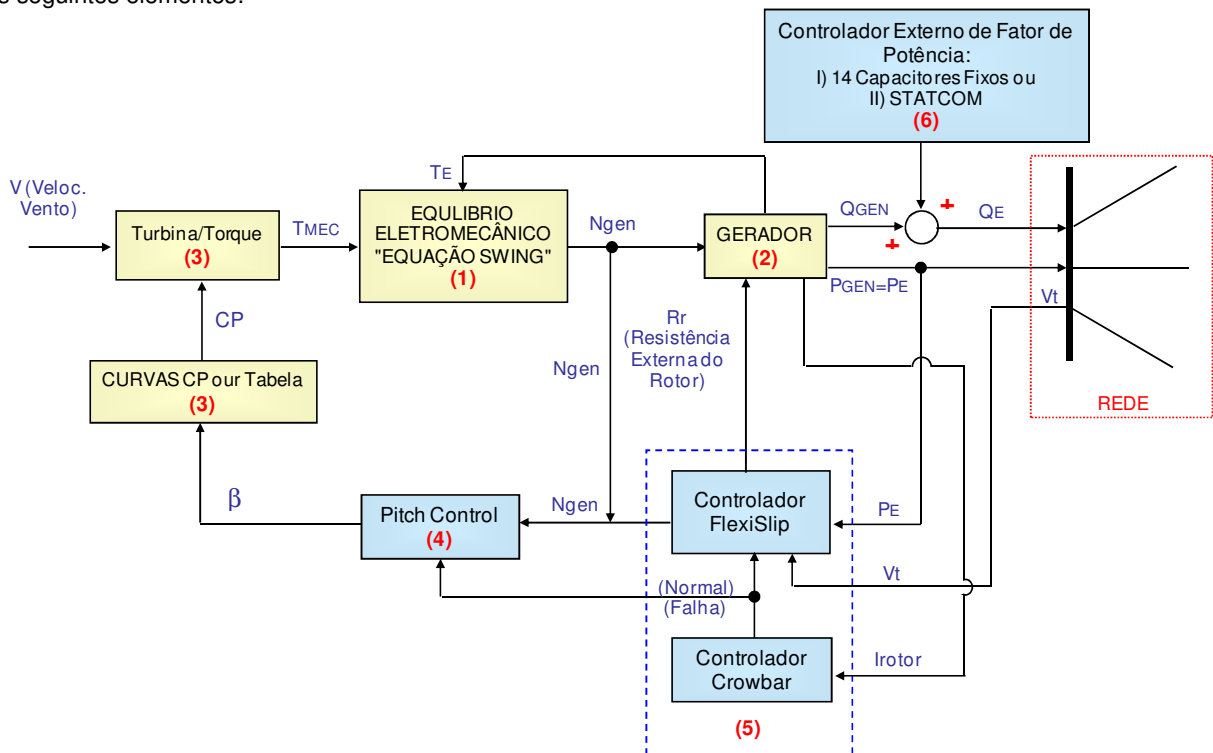 s seguintes elementos:
Controlador Externo de Fator de
Potência:
I) 14 Capacitores Fixos ou
II) STATCOM
(6)
V (Veloc.
Vento)
Turbina/Torque
(3)
TMEC
TE
EQULIBRIO
ELETROMECÂNICO
"EQUAÇÃO SWING"
(1)
Ngen
GERADOR
(2)
QGEN
+
+
QE
PGEN=PE
Vt
REDE
CP
CURVAS CP our Tabela
(3)
Ngen
Rr
(Resistência
Externa do
Rotor)
β
Pitch Control
(4)
Ngen
Controlador
FlexiSlip
PE
Vt
(Normal)
(Falha)
Controlador
Crowbar
Irotor
(5)